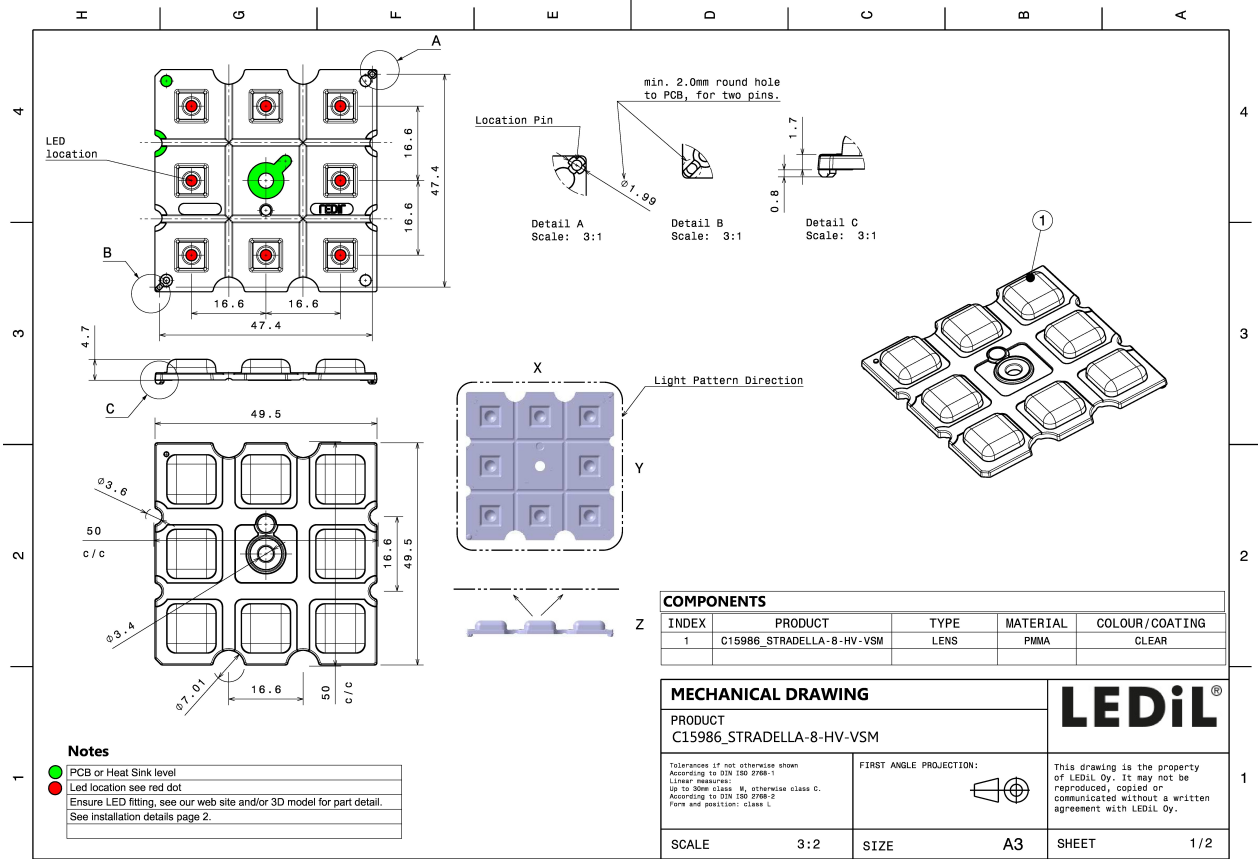 H G F E D C B A
4
4
A
LED
location
16.6
47.4
16.6
LEDiL
B
16.6
16.6
47.4
min. 2.0mm round hole
to PCB, for two pins.
Location Pin
Ø1.99
1.7
0.8
Detail A
Scale: 3:1
Detail B
Scale: 3:1
Detail C
Scale: 3:1
1
3
3
4.7
C
49.5
X
Light Pattern Direction
Y
Ø3.6
50
c/c
16.6
49.5
2
2
Ø3.4
Z
Ø7.01
16.6
50
c/c
COMPONENTS
INDEX PRODUCT TYPE MATERIAL COLOUR/COATING
1 C15986_STRADELLA-8-HV-VSM LENS PMMA CLEAR
MECHANICAL DRAWING
LEDiL®
PRODUCT
C15986_STRADELLA-8-HV-VSM
Notes
PCB or Heat Sink level
Led location see red dot
Ensure LED fitting, see our web site and/or 3D model for part detail.
See installation details page 2.
1
1
Tolerances if not otherwise shown
According to DIN ISO 2768-1
Linear measures:
Up to 30mm class M, otherwise class C.
According to DIN ISO 2768-2
Form and position: class L
FIRST ANGLE PROJECTION:
This drawing is the property
of LEDiL Oy. It may not be
reproduced, copied or
communicated without a written
agreement with LEDiL Oy.
SCALE 3:2
SIZE A3
SHEET 1/2